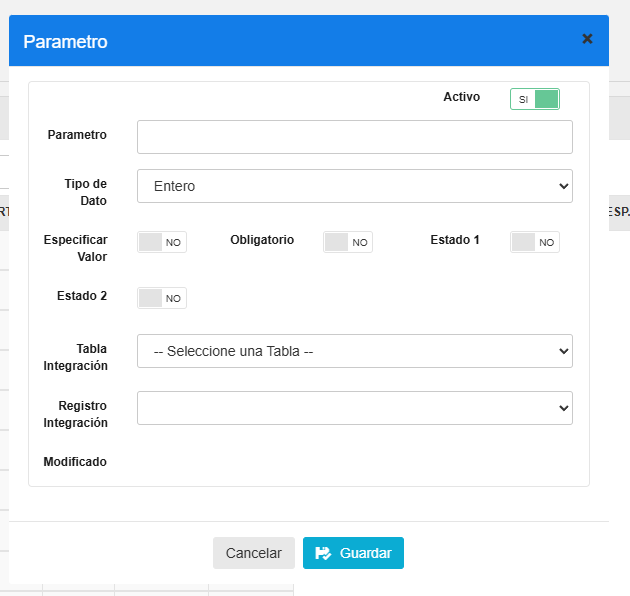 Parametro ×
Activo SI
Parametro
Tipo de
Dato
Entero
Especificar
Valor
NO
Obligatorio NO
Estado 1 NO
Estado 2 NO
Tabla
Integración
-- Seleccione una Tabla --
Registro
Integración
Modificado
Cancelar Guardar
ESP.